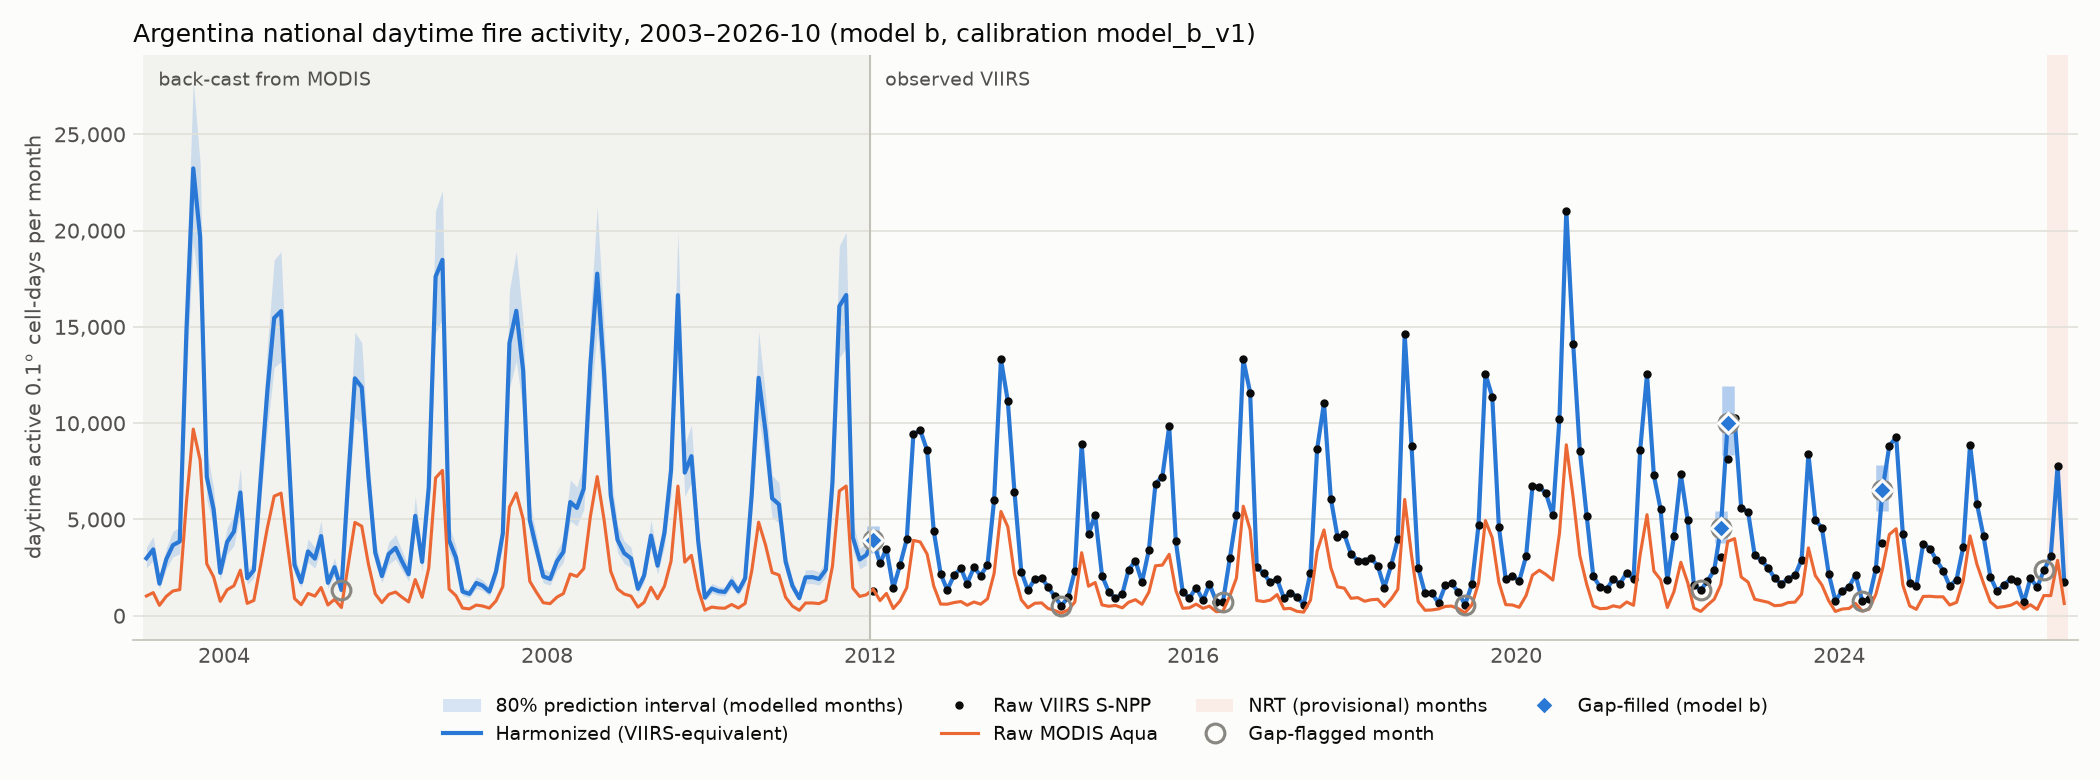 Argentina national daytime fire activity, 2003–2026-10 (model b, calibration model_b_v1)
back-cast from MODIS
observed VIIRS
daytime active 0.1° cell-days per month
25,000
20,000
15,000
10,000
5,000
0
2004
2008
2012
2016
2020
2024
80% prediction interval (modelled months)
Raw VIIRS S-NPP
NRT (provisional) months
Gap-filled (model b)
Harmonized (VIIRS-equivalent)
Raw MODIS Aqua
Gap-flagged month